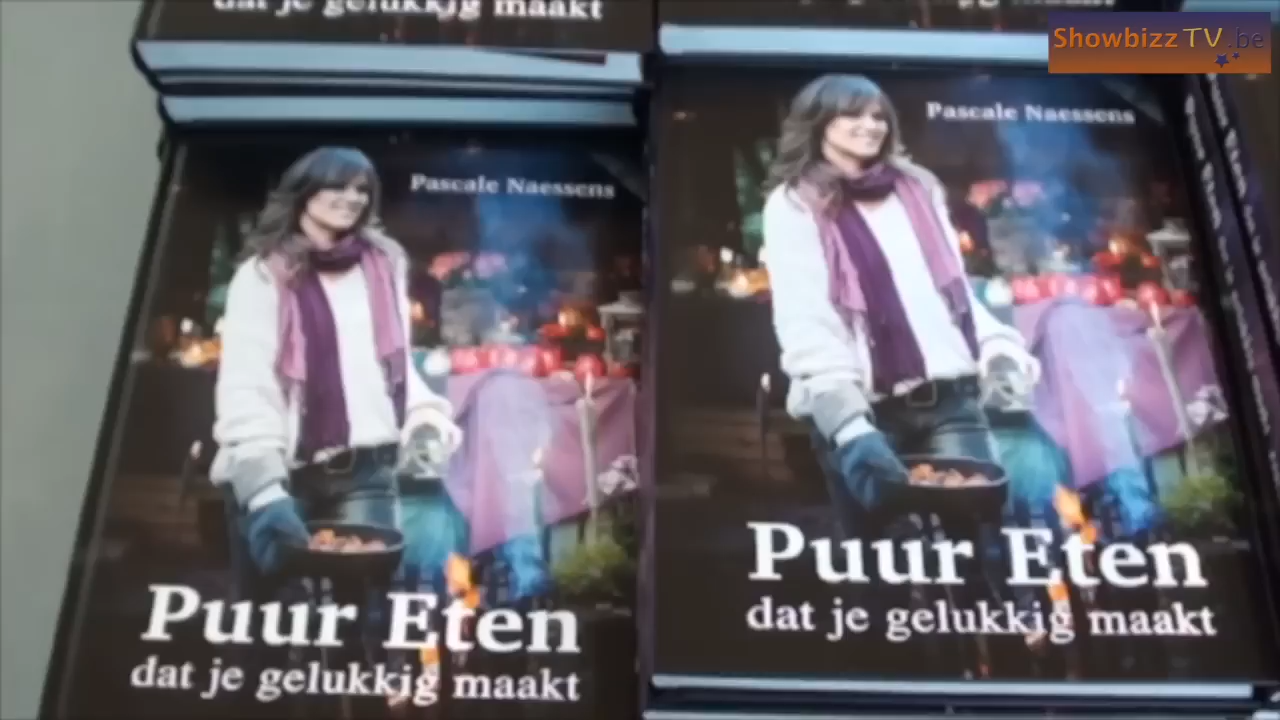 dat je gelukkig maakt
ShowbizzTV.be
Pascale Naessens
Puur Eten
dat je gelukkig maakt
Pascale Naessens
Puur Eten
dat je gelukkig maakt